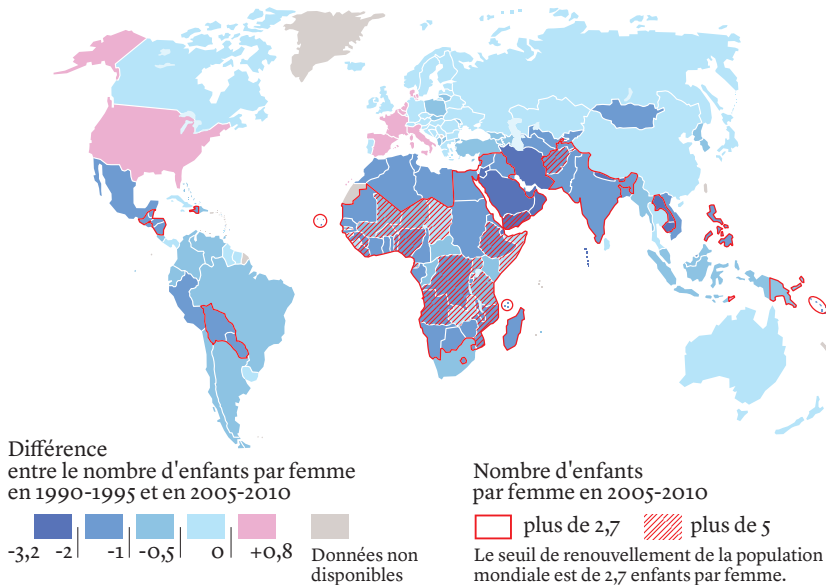 Différence
entre le nombre d'enfants par femme
en 1990-1995 et en 2005-2010
-3,2 -2 -1 -0,5 0 +0,8
Données non
disponibles
Nombre d'enfants
par femme en 2005-2010
plus de 2,7 plus de 5
Le seuil de renouvellement de la population
mondiale est de 2,7 enfants par femme.